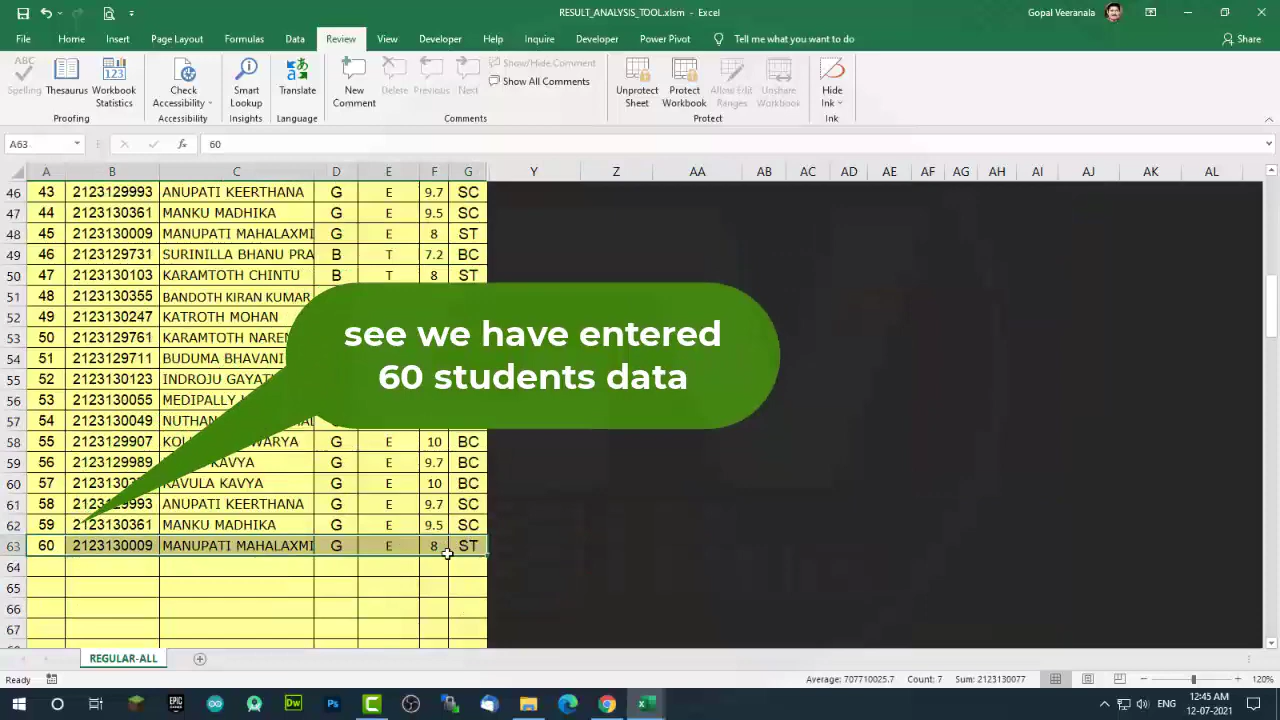 RESULT_ANALYSIS_TOOL.xlsm - Excel
Gopal Veeranala
File Home Insert Page Layout Formulas Data Review View Developer Help Inquire Developer Power Pivot Tell me what you want to do Share
ABC
Spelling Thesaurus Workbook Statistics Check Accessibility Smart Lookup Translate New Comment Delete Previous Next Show/Hide Comment Show All Comments Unprotect Sheet Protect Workbook Allow Edit Ranges Unshare Workbook Hide Ink
Proofing Accessibility Insights Language Comments Protect Ink
A63 fx 60
A B C D E F G Y Z AA AB AC AD AE AF AG AH AI AJ AK AL
46 43 2123129993 ANUPATI KEERTHANA G E 9.7 SC
47 44 2123130361 MANKU MADHIKA G E 9.5 SC
48 45 2123130009 MANUPATI MAHALAXMI G E 8 ST
49 46 2123129731 SURINILLA BHANU PRA B T 7.2 BC
50 47 2123130103 KARAMTOTH CHINTU B T 8 ST
51 48 2123130355 BANDOTH KIRAN KUMAR
52 49 2123130247 KATROTH MOHAN
53 50 2123129761 KARAMTOTH NAREN
54 51 2123129711 BUDUMA BHAVANI
55 52 2123130123 INDROJU GAYAT
56 53 2123130055 MEDIPALLY
57 54 2123130049 NUTHAN
58 55 2123129907 WARYA G E 10 BC
59 56 2123129989 KAVYA G E 9.7 BC
60 57 KAVULA KAVYA G E 10 BC
61 58 2123129993 ANUPATI KEERTHANA G E 9.7 SC
62 59 2123130361 MANKU MADHIKA G E 9.5 SC
63 60 2123130009 MANUPATI MAHALAXMI G E 8 ST
64
65
66
67
see we have entered
60 students data
REGULAR-ALL
Ready Average: 707710025.7 Count: 7 Sum: 2123130077 120%
EPIC GAMES Dw Ps ENG 12:45 AM
12-07-2021